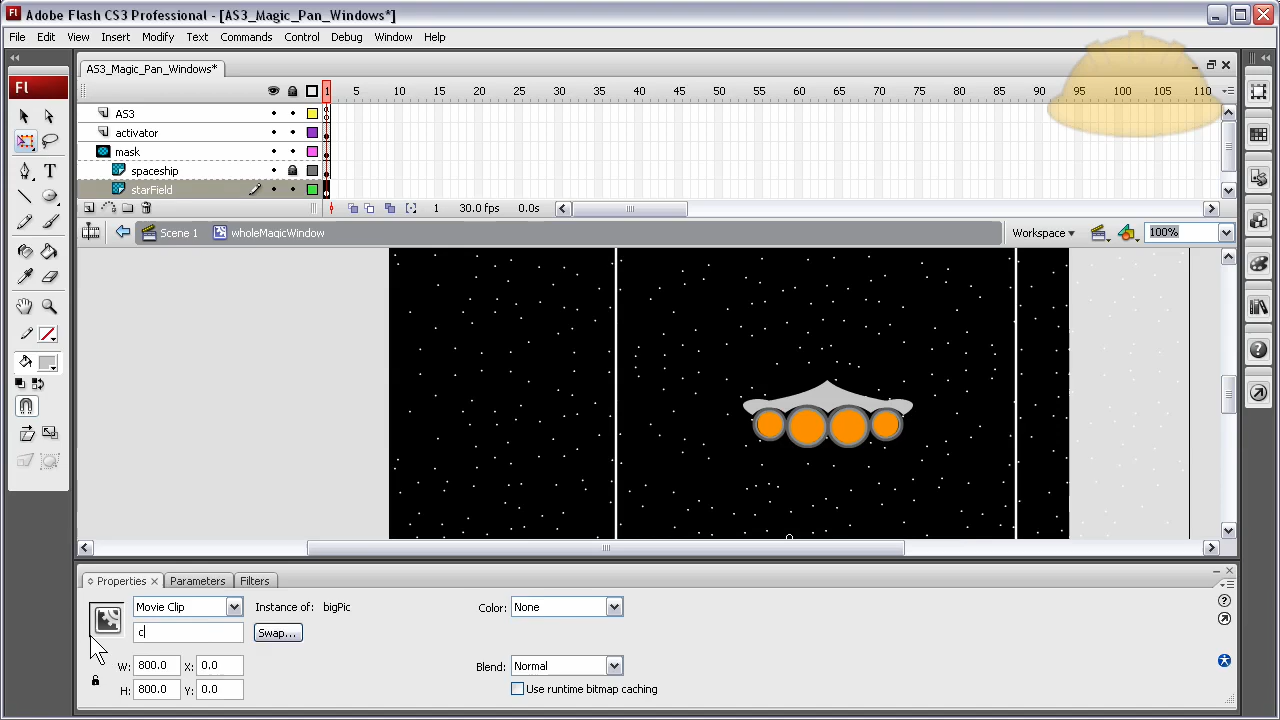 Adobe Flash CS3 Professional - [AS3_Magic_Pan_Windows*]
File Edit View Insert Modify Text Commands Control Debug Window Help
Fl
AS3_Magic_Pan_Windows*
1 5 10 15 20 25 30 35 40 45 50 55 60 65 70 75 80 85 90 95 100 105 110
AS3
activator
mask
spaceship
starField
1 30.0 fps 0.0s
Scene 1 wholeMagicWindow Workspace 100%
Properties Parameters Filters
Movie Clip Instance of: bigPic Color: None
c Swap...
W: 800.0 X: 0.0 Blend: Normal
H: 800.0 Y: 0.0 Use runtime bitmap caching